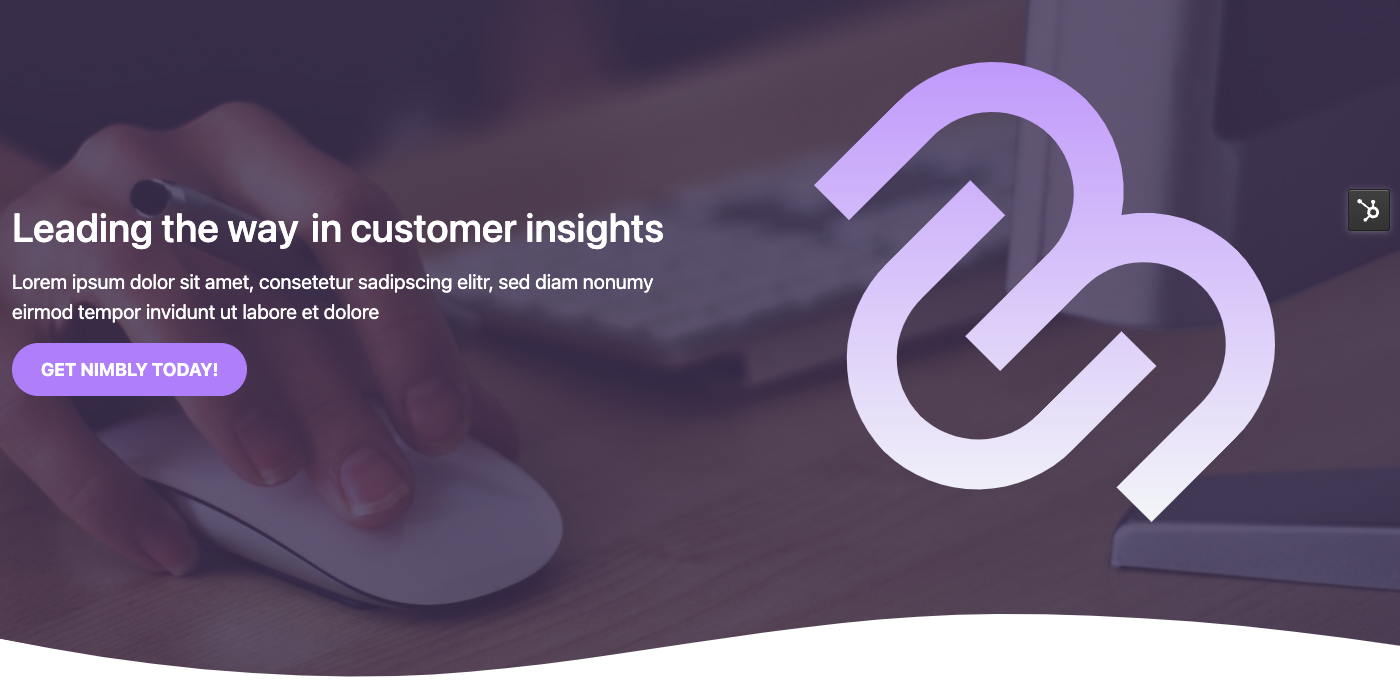 Leading the way in customer insights
Lorem ipsum dolor sit amet, consetetur sadipscing elitr, sed diam nonumy
eirmod tempor invidunt ut labore et dolore
GET NIMBLY TODAY!